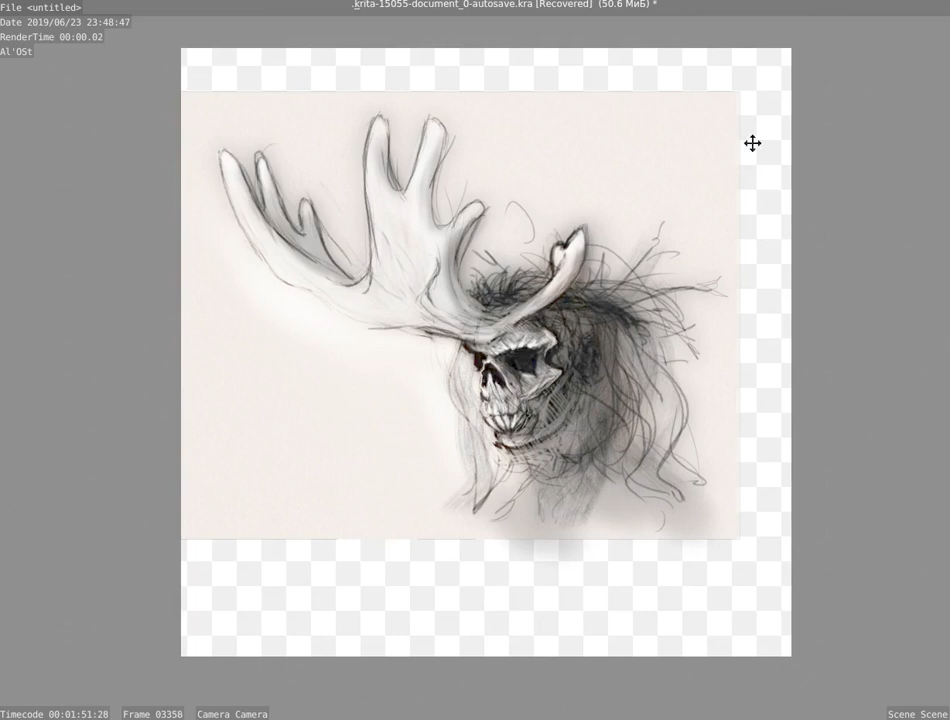 File <untitled>
.krita-15055-document_0-autosave.kra [Recovered] (50.6 МиБ) *
Date 2019/06/23 23:48:47
RenderTime 00:00.02
Al'OSt
Timecode 00:01:51:28 Frame 03358 Camera Camera Scene Scene